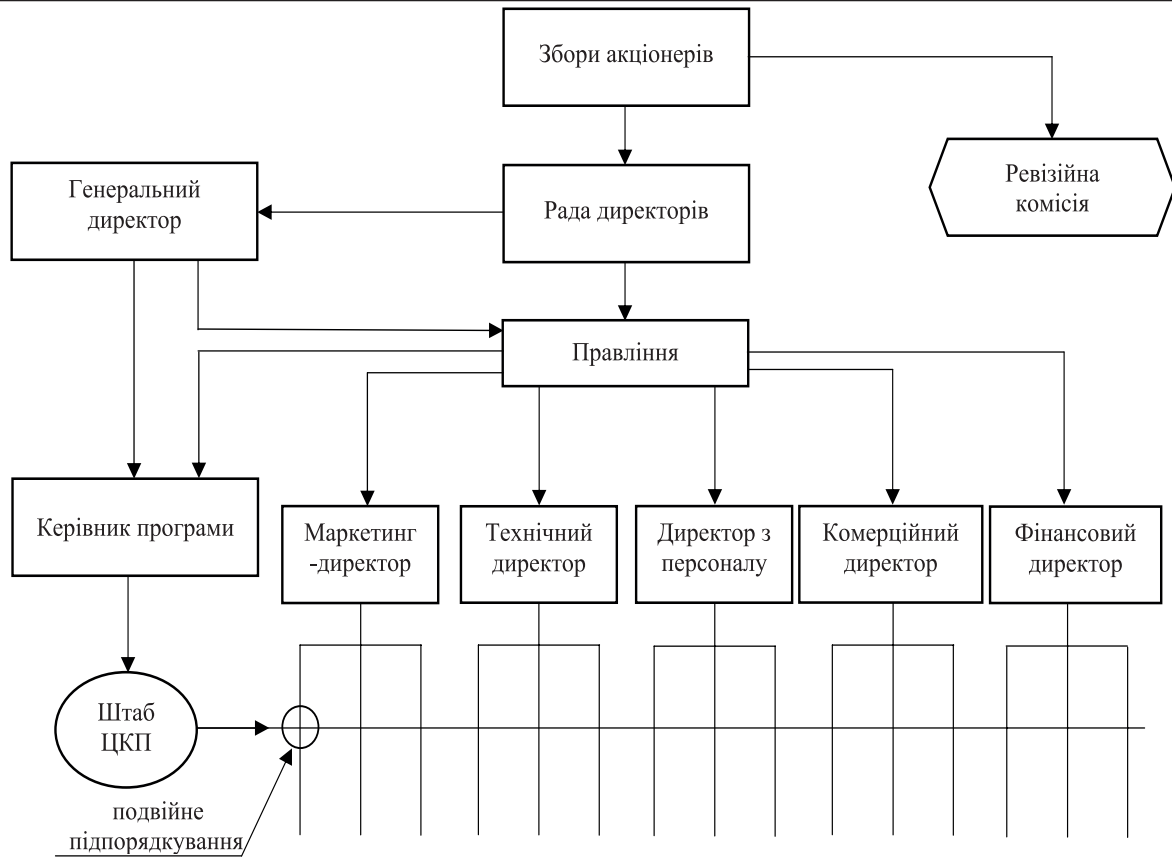 Збори акціонерів
Ревізійна
комісія
Генеральний
директор
Рада директорів
Правління
Керівник програми
Маркетинг
-директор
Технічний
директор
Директор з
персоналу
Комерційний
директор
Фінансовий
директор
Штаб
ЦКП
подвійне
підпорядкування